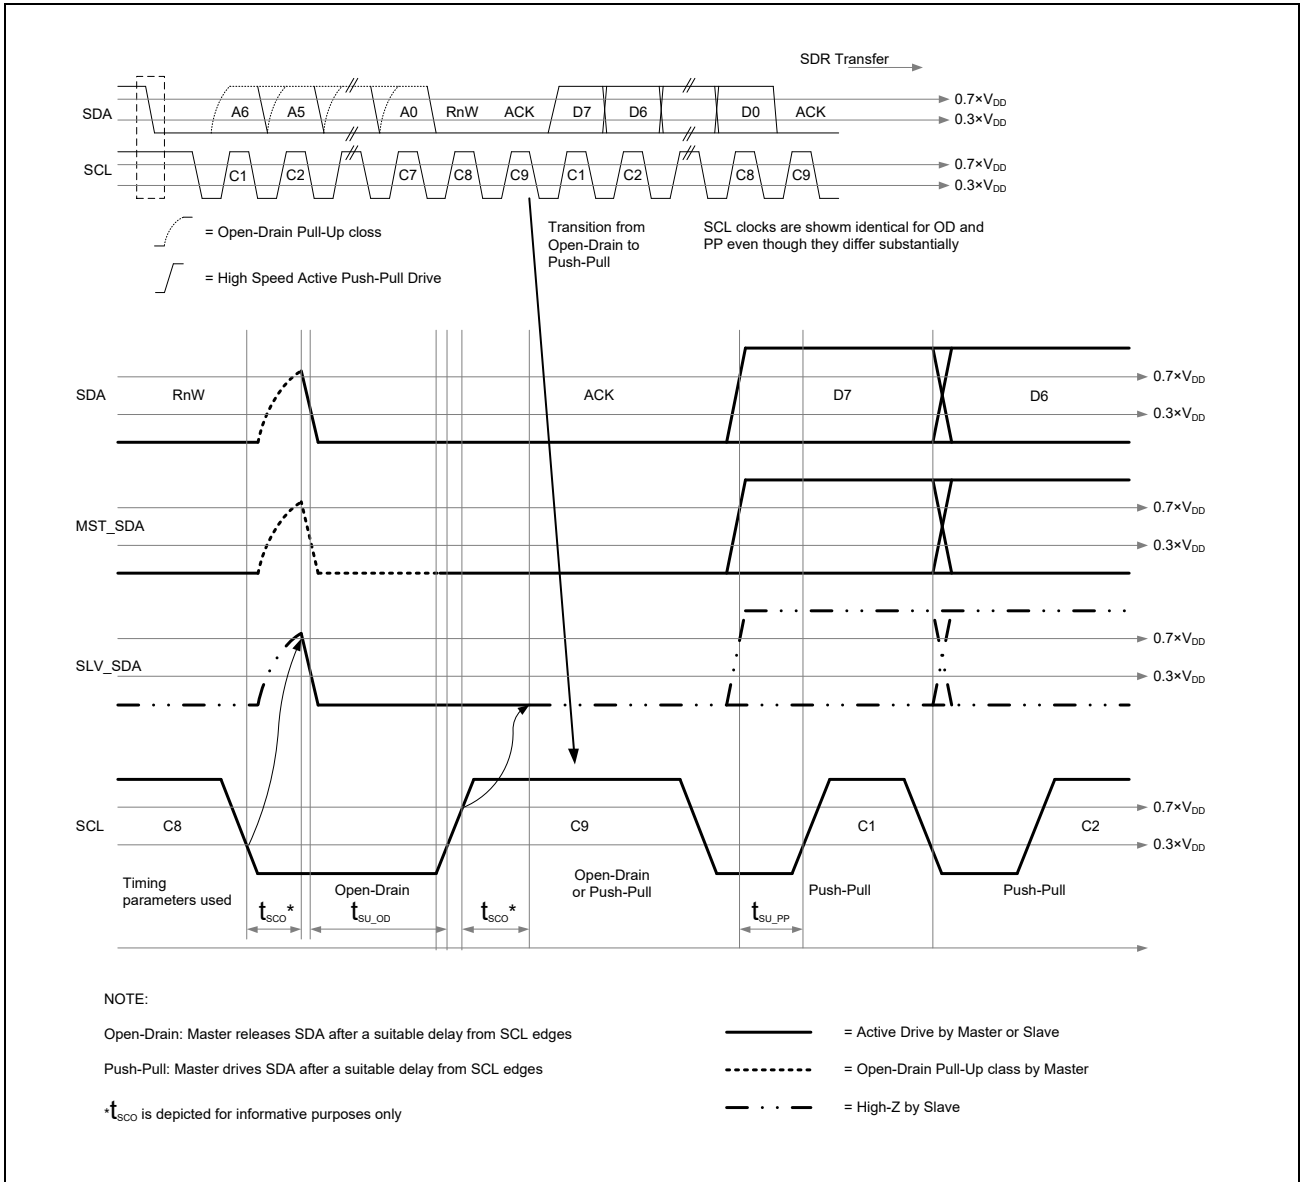 SDR Transfer
SDA
A6
A5
A0
RnW
ACK
D7
D6
D0
ACK
0.7×VDD
0.3×VDD
SCL
C1
C2
C7
C8
C9
C1
C2
C8
C9
0.7×VDD
0.3×VDD
= Open-Drain Pull-Up closs
= High Speed Active Push-Pull Drive
Transition from
Open-Drain to
Push-Pull
SCL clocks are showm identical for OD and
PP even though they differ substantially
SDA
RnW
ACK
D7
D6
0.7×VDD
0.3×VDD
MST_SDA
0.7×VDD
0.3×VDD
SLV_SDA
0.7×VDD
0.3×VDD
SCL
C8
C9
C1
C2
0.7×VDD
0.3×VDD
Timing
parameters used
Open-Drain
Open-Drain
or Push-Pull
Push-Pull
Push-Pull
tSCO*
tSU_OD
tSCO*
tSU_PP
NOTE:
Open-Drain: Master releases SDA after a suitable delay from SCL edges
Push-Pull: Master drives SDA after a suitable delay from SCL edges
*tSCO is depicted for informative purposes only
= Active Drive by Master or Slave
= Open-Drain Pull-Up class by Master
= High-Z by Slave